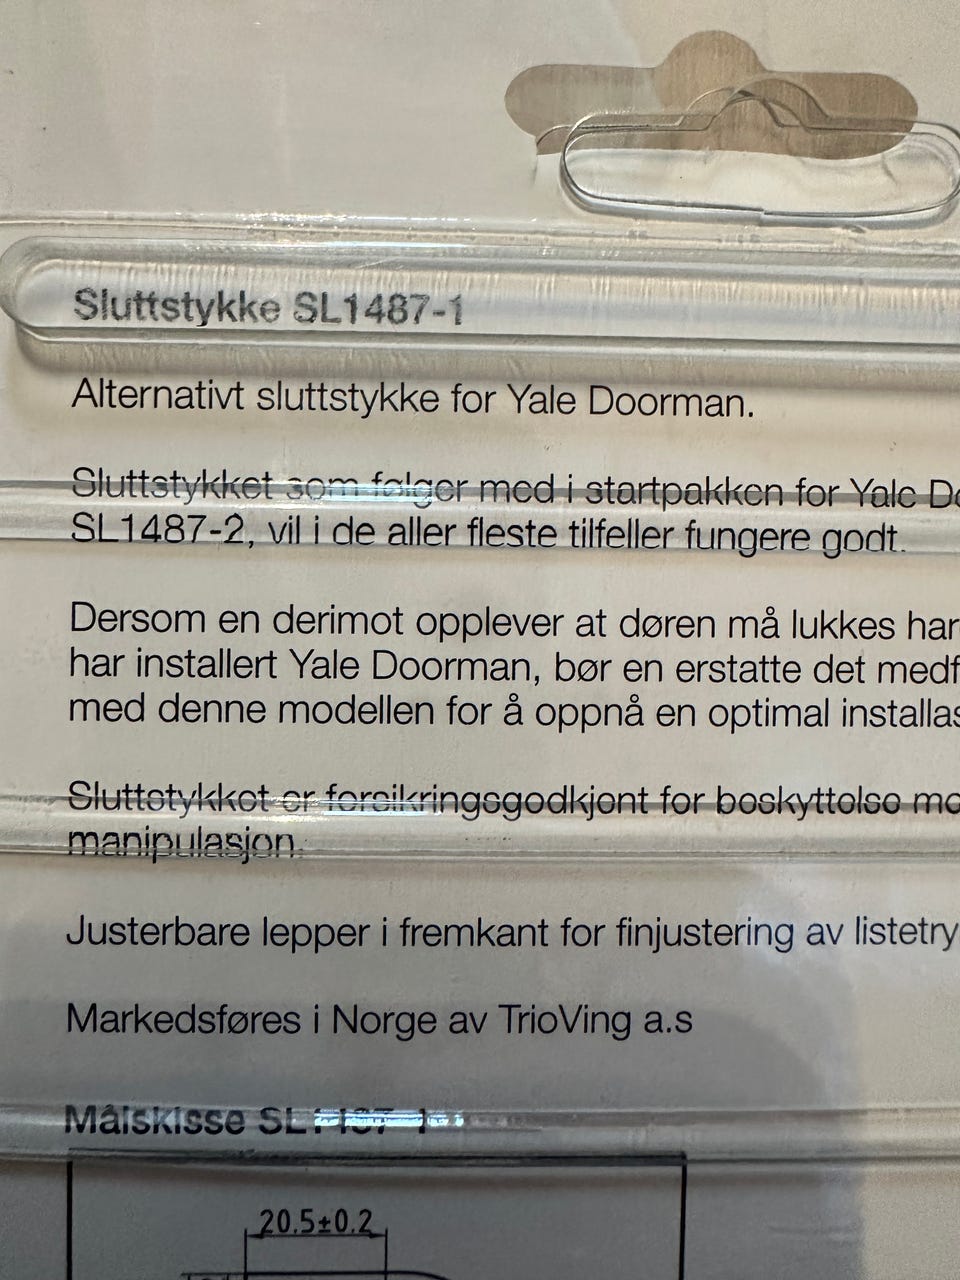 Sluttstykke SL1487-1
Alternativt sluttstykke for Yale Doorman.
Sluttstykket som følger med i startpakken for Yale
SL1487-2, vil i de aller fleste tilfeller fungere godt.
Dersom en derimot opplever at døren må lukkes
har installert Yale Doorman, bør en erstatte det
med denne modellen for å oppnå en optimal
Sluttstykket er forsikringsgodkjent for beskyttelse
manipulasjon.
Justerbare lepper i fremkant for finjustering av
Markedsføres i Norge av TrioVing a.s
Målskisse SL1487-1
20.5±0.2